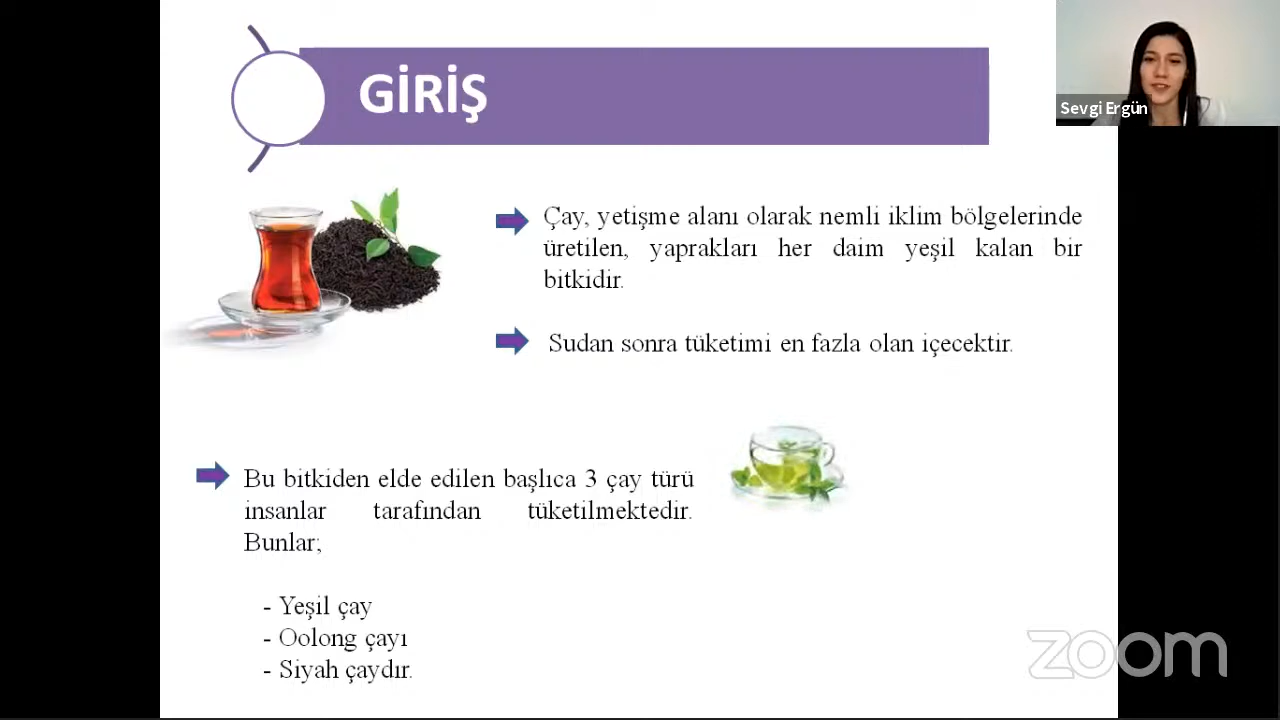 GİRİŞ
Sevgi Ergün
Çay, yetişme alanı olarak nemli iklim bölgelerinde
üretilen, yaprakları her daim yeşil kalan bir
bitkidir.
Sudan sonra tüketimi en fazla olan içecektir.
Bu bitkiden elde edilen başlıca 3 çay türü
insanlar tarafından tüketilmektedir.
Bunlar;
- Yeşil çay
- Oolong çayı
- Siyah çaydır.
zoom